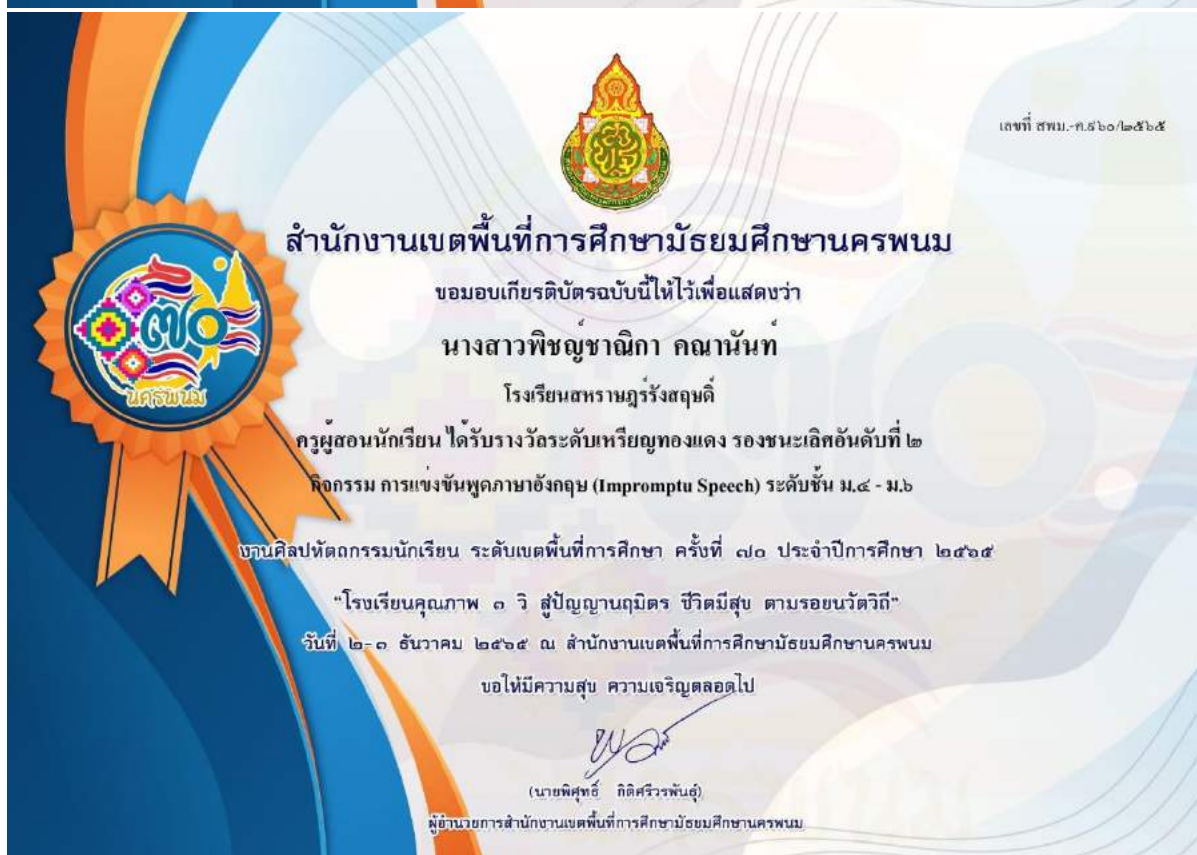 เลขที่ สพม.-ค.๘๖๐/๒๕๖๕
สำนักงานเขตพื้นที่การศึกษามัธยมศึกษานครพนม
ขอมอบเกียรติบัตรฉบับนี้ให้ไว้เพื่อแสดงว่า
นางสาวพิชญ์ชาณิกา คณานันท์
โรงเรียนสหราษฎร์รังสฤษดิ์
ครูผู้สอนนักเรียน ได้รับรางวัลระดับเหรียญทองแดง รองชนะเลิศอันดับที่ ๒
กิจกรรม การแข่งขันพูดภาษาอังกฤษ (Impromptu Speech) ระดับชั้น ม.๔ - ม.๖
งานศิลปหัตถกรรมนักเรียน ระดับเขตพื้นที่การศึกษา ครั้งที่ ๗๐ ประจำปีการศึกษา ๒๕๖๕
"โรงเรียนคุณภาพ ๓ วิ สู่ปัญญานฤมิตร ชีวิตมีสุข ตามรอยนวัตวิถี"
วันที่ ๒-๓ ธันวาคม ๒๕๖๕ ณ สำนักงานเขตพื้นที่การศึกษามัธยมศึกษานครพนม
ขอให้มีความสุข ความเจริญตลอดไป
(นายพิศุทธิ์ กิติศรีวรพันธุ์)
ผู้อำนวยการสำนักงานเขตพื้นที่การศึกษามัธยมศึกษานครพนม
๗๐
นครพนม